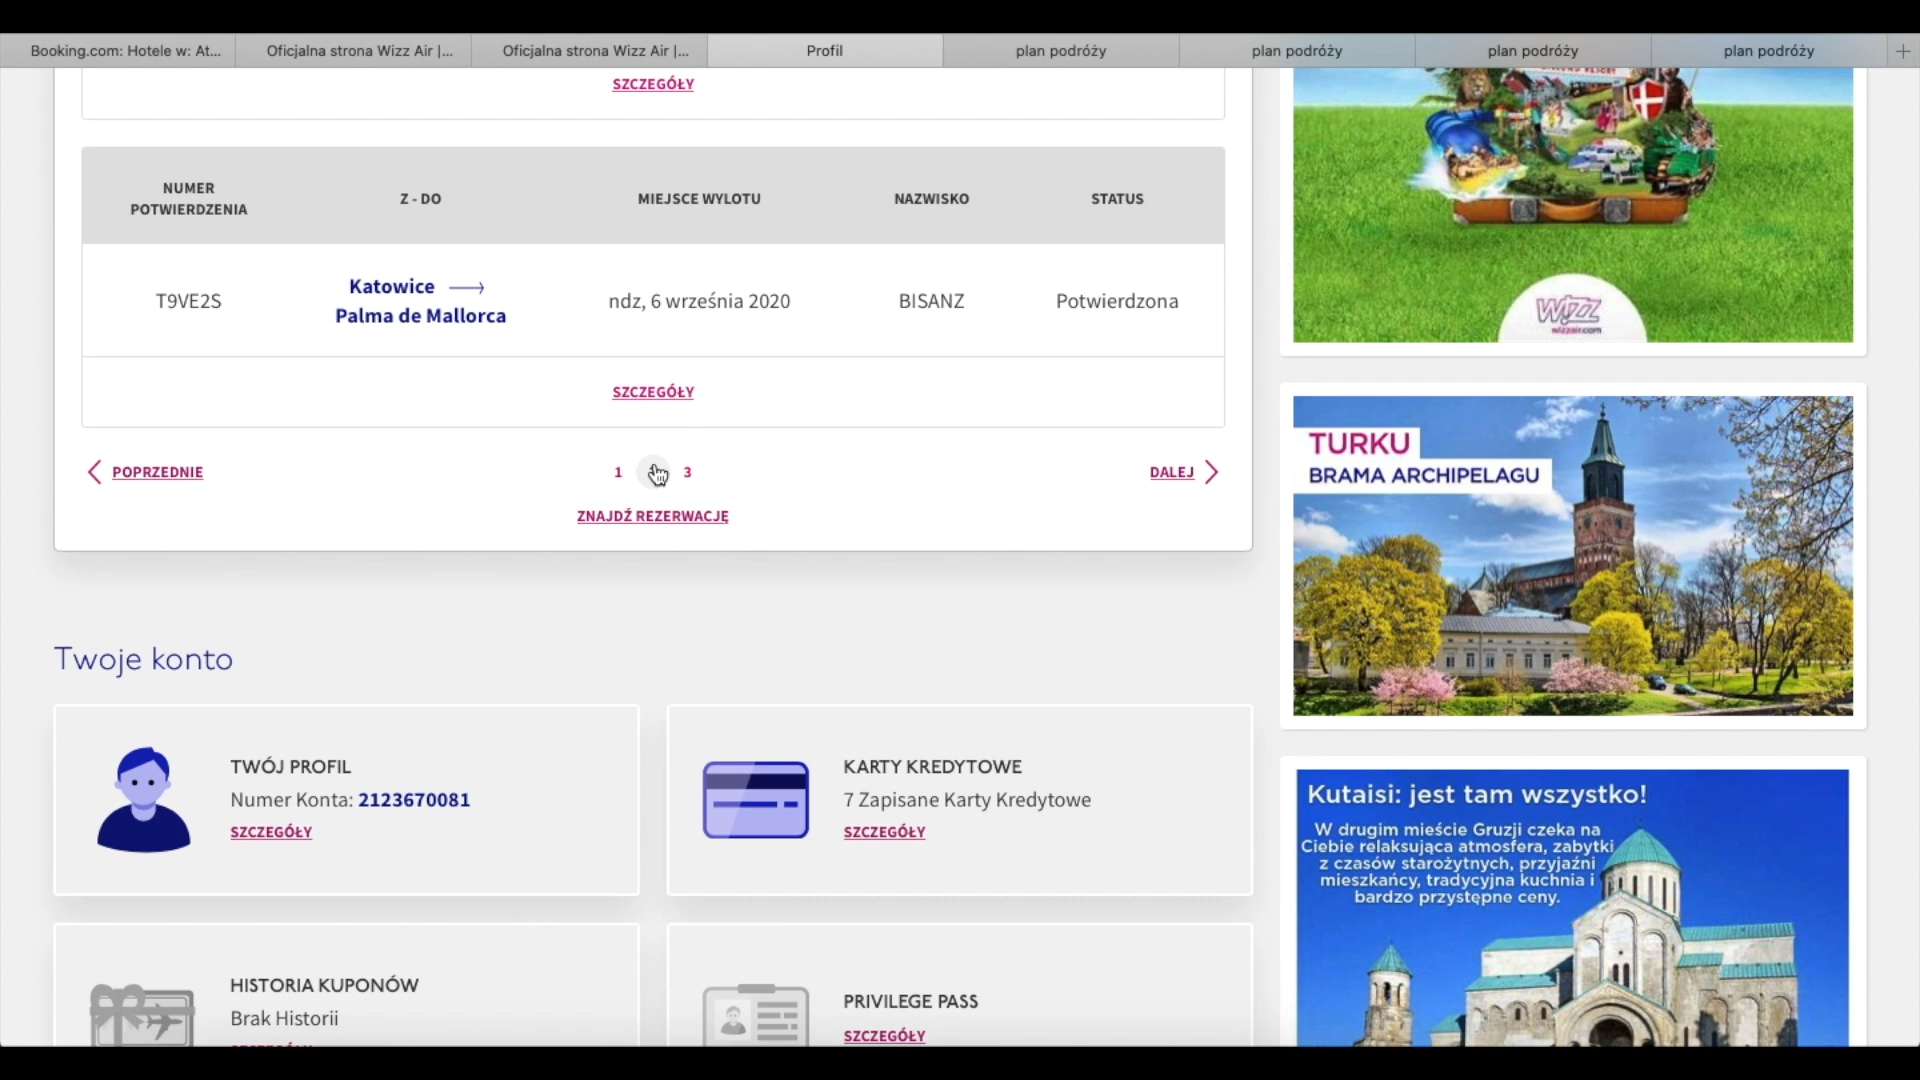 Booking.com: Hotele w: At...
Oficjalna strona Wizz Air |...
Oficjalna strona Wizz Air |...
Profil
plan podróży
plan podróży
plan podróży
plan podróży
SZCZEGÓŁY
NUMER
POTWIERDZENIA
Z - DO
MIEJSCE WYLOTU
NAZWISKO
STATUS
T9VE2S
Katowice
Palma de Mallorca
ndz, 6 września 2020
BISANZ
Potwierdzona
SZCZEGÓŁY
POPRZEDNIE
1
3
DALEJ
ZNAJDŹ REZERWACJĘ
Twoje konto
TWÓJ PROFIL
Numer Konta: 2123670081
SZCZEGÓŁY
KARTY KREDYTOWE
7 Zapisane Karty Kredytowe
SZCZEGÓŁY
HISTORIA KUPONÓW
Brak Historii
PRIVILEGE PASS
SZCZEGÓŁY
WIZZ
wizzair.com
TURKU
BRAMA ARCHIPELAGU
Kutaisi: jest tam wszystko!
W drugim mieście Gruzji czeka na
Ciebie relaksująca atmosfera, zabytki
z czasów starożytnych, przyjaźni
mieszkańcy, tradycyjna kuchnia i
bardzo przystępne ceny.